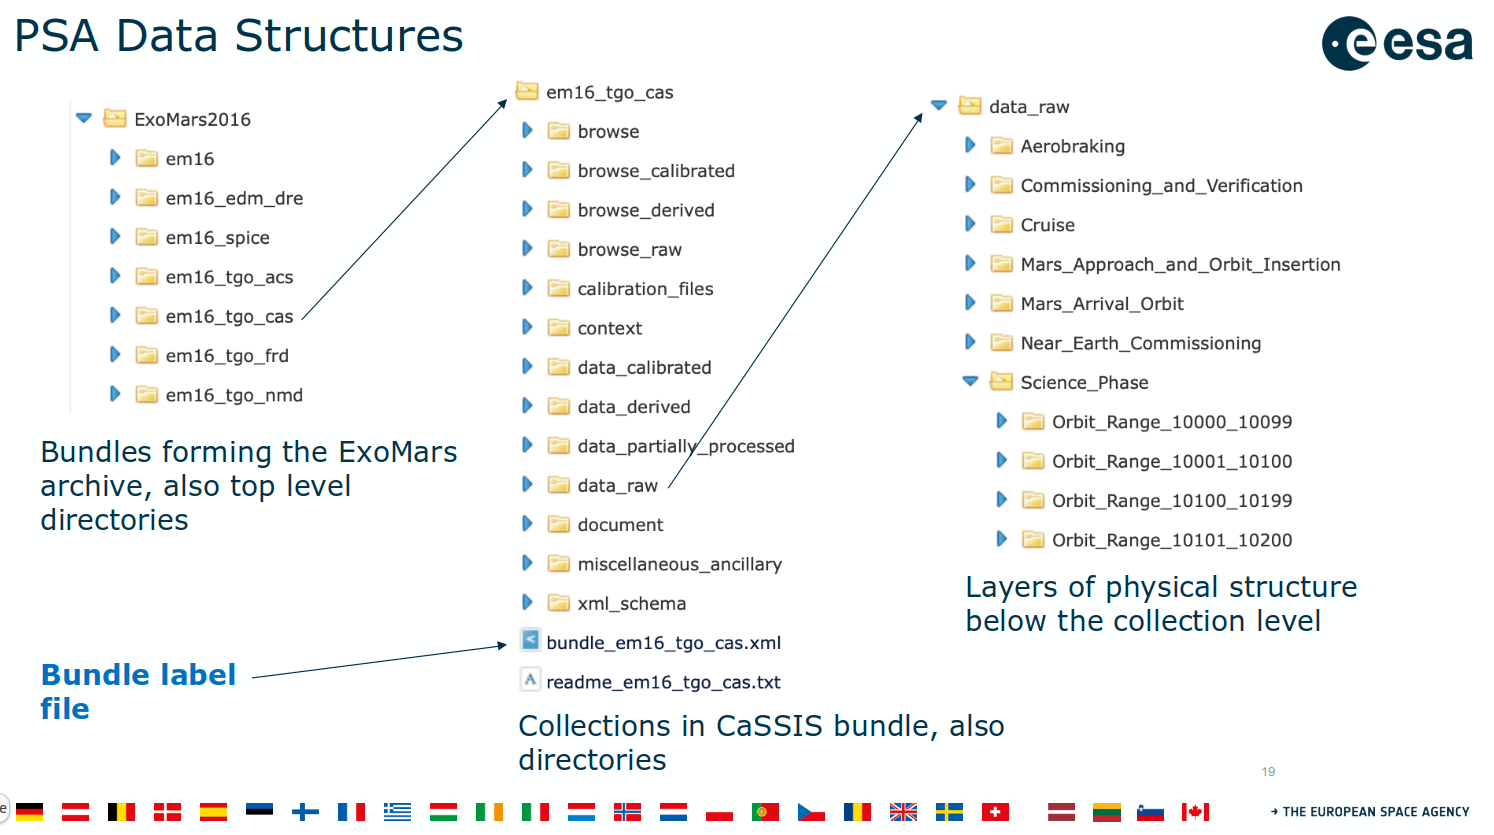 PSA Data Structures
esa
ExoMars2016
em16
em16_edm_dre
em16_spice
em16_tgo_acs
em16_tgo_cas
em16_tgo_frd
em16_tgo_nmd
Bundles forming the ExoMars
archive, also top level
directories
Bundle label
file
em16_tgo_cas
browse
browse_calibrated
browse_derived
browse_raw
calibration_files
context
data_calibrated
data_derived
data_partially_processed
data_raw
document
miscellaneous_ancillary
xml_schema
bundle_em16_tgo_cas.xml
readme_em16_tgo_cas.txt
Collections in CaSSIS bundle, also
directories
data_raw
Aerobraking
Commissioning_and_Verification
Cruise
Mars_Approach_and_Orbit_Insertion
Mars_Arrival_Orbit
Near_Earth_Commissioning
Science_Phase
Orbit_Range_10000_10099
Orbit_Range_10001_10100
Orbit_Range_10100_10199
Orbit_Range_10101_10200
Layers of physical structure
below the collection level
19
→ THE EUROPEAN SPACE AGENCY